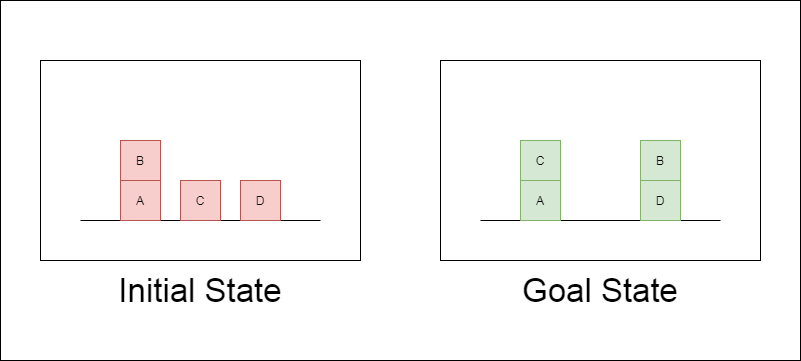 B
A C D
C B
A D
Initial State
Goal State